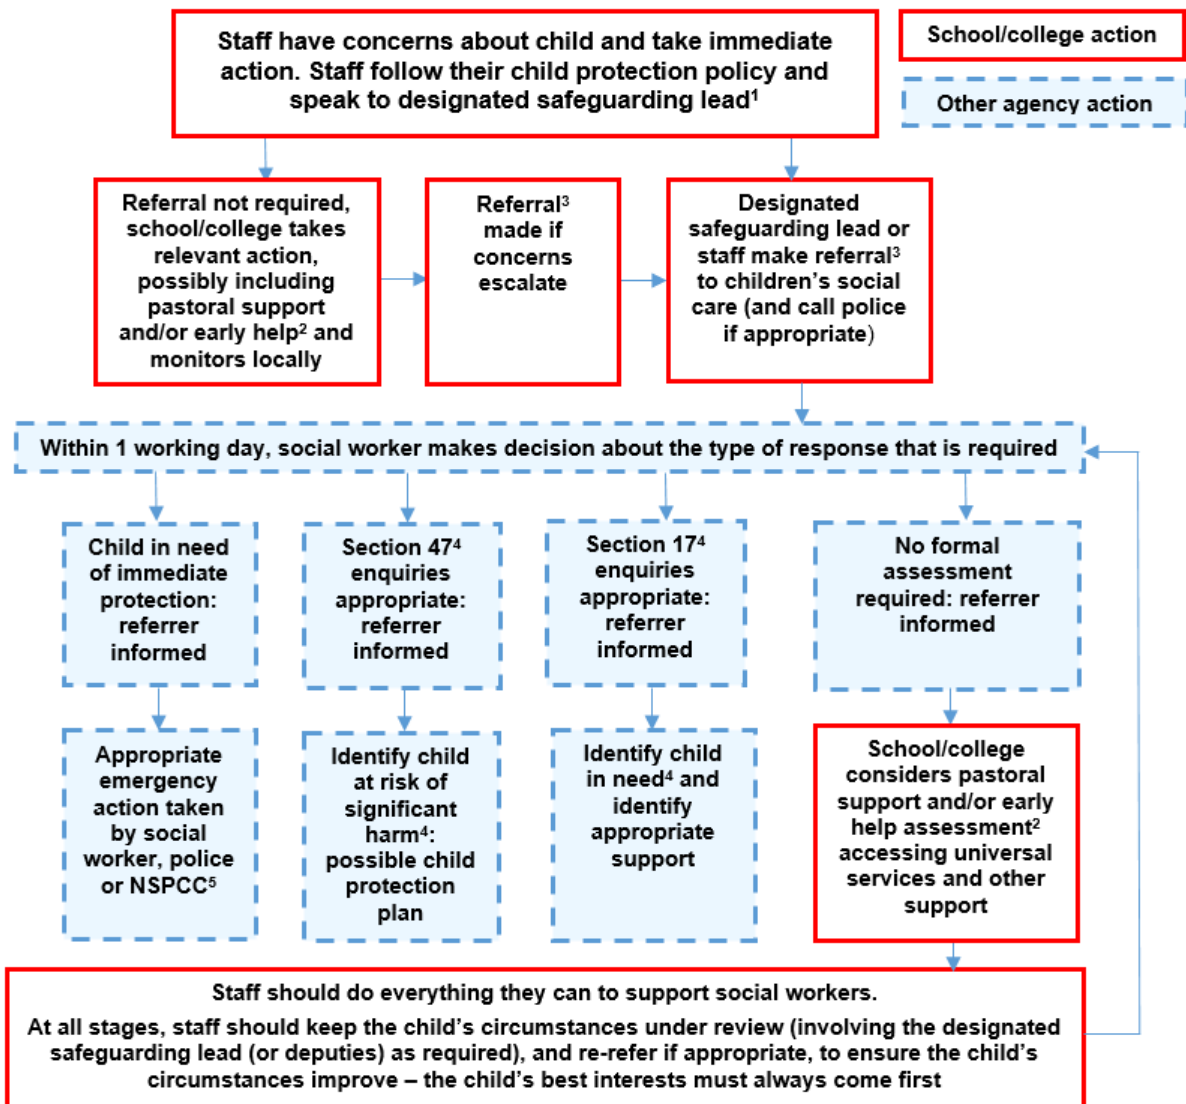 Staff have concerns about child and take immediate
action. Staff follow their child protection policy and
speak to designated safeguarding lead¹
School/college action
Other agency action
Referral not required,
school/college takes
relevant action,
possibly including
pastoral support
and/or early help² and
monitors locally
Referral³
made if
concerns
escalate
Designated
safeguarding lead or
staff make referral³
to children’s social
care (and call police
if appropriate)
Within 1 working day, social worker makes decision about the type of response that is required
Child in need
of immediate
protection:
referrer
informed
Section 47⁴
enquiries
appropriate:
referrer
informed
Section 17⁴
enquiries
appropriate:
referrer
informed
No formal
assessment
required: referrer
informed
Appropriate
emergency
action taken
by social
worker, police
or NSPCC⁵
Identify child
at risk of
significant
harm⁴:
possible child
protection
plan
Identify child
in need⁴ and
identify
appropriate
support
School/college
considers pastoral
support and/or early
help assessment²
accessing universal
services and other
support
Staff should do everything they can to support social workers.
At all stages, staff should keep the child’s circumstances under review (involving the designated
safeguarding lead (or deputies) as required), and re-refer if appropriate, to ensure the child’s
circumstances improve – the child’s best interests must always come first